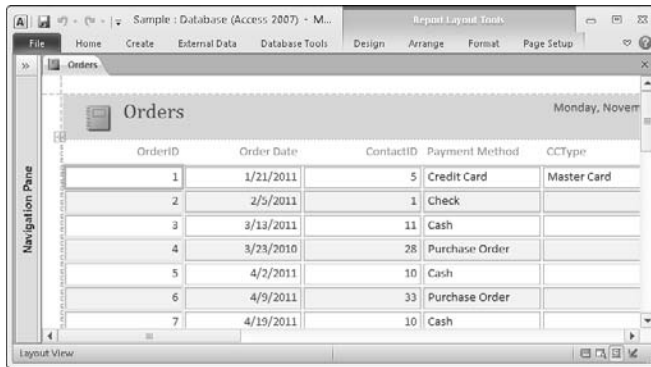 Sample : Database (Access 2007) - M...
Report Layout Tools
File Home Create External Data Database Tools Design Arrange Format Page Setup
Orders
Orders
Monday, Novem
OrderID Order Date ContactID Payment Method CCType
1 1/21/2011 5 Credit Card Master Card
2 2/5/2011 1 Check
3 3/13/2011 11 Cash
4 3/23/2010 28 Purchase Order
5 4/2/2011 10 Cash
6 4/9/2011 33 Purchase Order
7 4/19/2011 10 Cash
Navigation Pane
Layout View